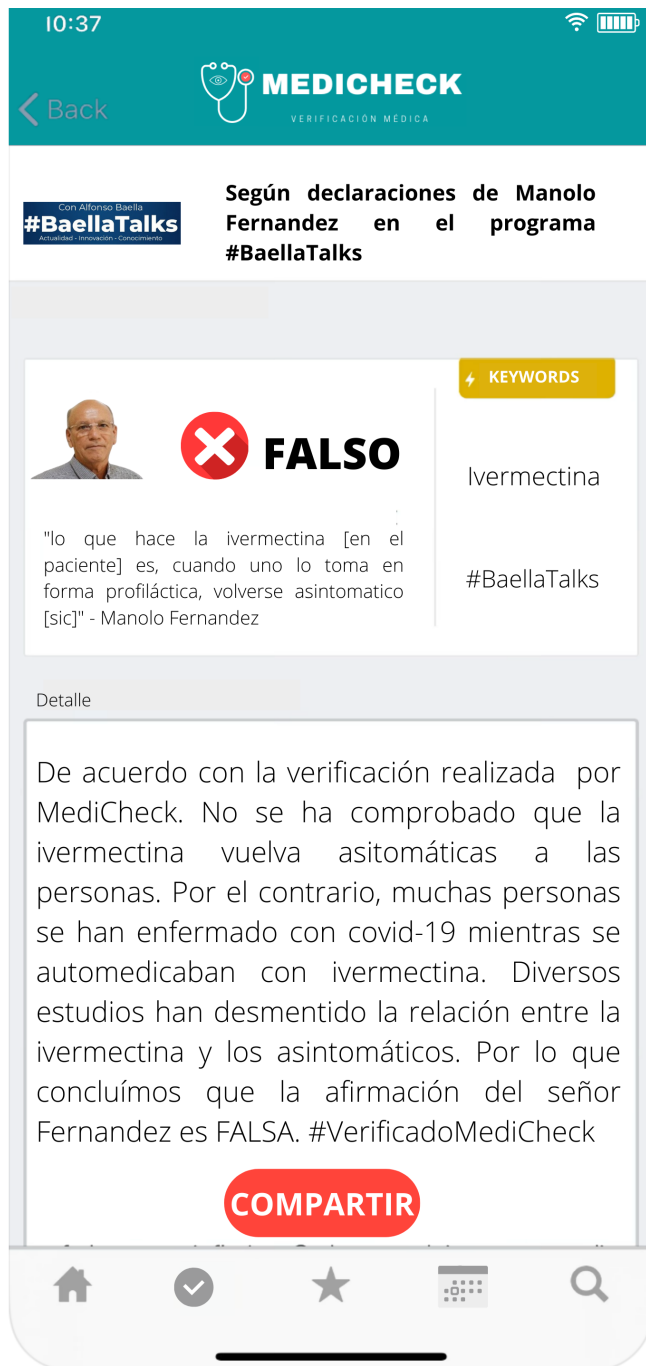 10:37
Back
MEDICHECK
VERIFICACIÓN MÉDICA
Con Alfonso Baella
#BaellaTalks
Actualidad - Innovación - Conocimiento
Según declaraciones de Manolo
Fernandez en el programa
#BaellaTalks
KEYWORDS
FALSO
Ivermectina
#BaellaTalks
"lo que hace la ivermectina [en el
paciente] es, cuando uno lo toma en
forma profiláctica, volverse asintomatico
[sic]" - Manolo Fernandez
Detalle
De acuerdo con la verificación realizada por
MediCheck. No se ha comprobado que la
ivermectina vuelva asitomáticas a las
personas. Por el contrario, muchas personas
se han enfermado con covid-19 mientras se
automedicaban con ivermectina. Diversos
estudios han desmentido la relación entre la
ivermectina y los asintomáticos. Por lo que
concluímos que la afirmación del señor
Fernandez es FALSA. #VerificadoMediCheck
COMPARTIR